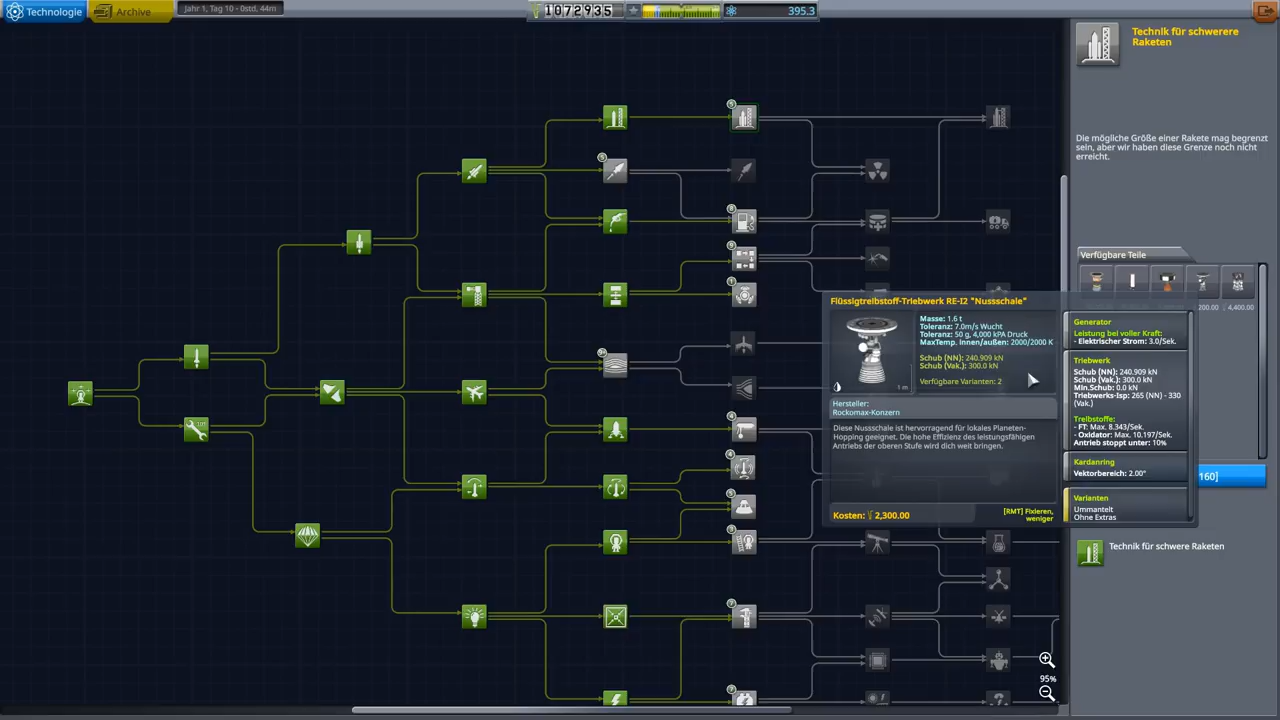 Technologie
Archive
Jahr 1, Tag 10 - 0std, 44m
1072935
395.3
Technik für schwerere
Raketen
Die mögliche Größe einer Rakete mag begrenzt
sein, aber wir haben diese Grenze noch nicht
erreicht.
Verfügbare Teile
200.00
4,400.00
Flüssigtreibstoff-Triebwerk RE-I2 "Nussschale"
Masse: 1.6 t
Toleranz: 7.0m/s Wucht
Toleranz: 50 g, 4,000 kPA Druck
MaxTemp. Innen/außen: 2000/2000 K
Schub (NN): 240.909 kN
Schub (Vak.): 300.0 kN
Verfügbare Varianten: 2
1 m
Hersteller:
Rockomax-Konzern
Diese Nussschale ist hervorragend für lokales Planeten-
Hopping geeignet. Die hohe Effizienz des leistungsfähigen
Antriebs der oberen Stufe wird dich weit bringen.
Kosten: 2,300.00
[RMT] Fixieren,
weniger
Generator
Leistung bei voller Kraft:
- Elektrischer Strom: 3.0/Sek.
Triebwerk
Schub (NN): 240.909 kN
Schub (Vak.): 300.0 kN
Min.Schub: 0.0 kN
Triebwerks-Isp: 265 (NN) - 330
(Vak.)
Treibstoffe:
- FT: Max. 8.343/Sek.
- Oxidator: Max. 10.197/Sek.
Antrieb stoppt unter: 10%
Kardanring
Vektorbereich: 2.00°
Varianten
Ummantelt
Ohne Extras
160]
Technik für schwere Raketen
95%